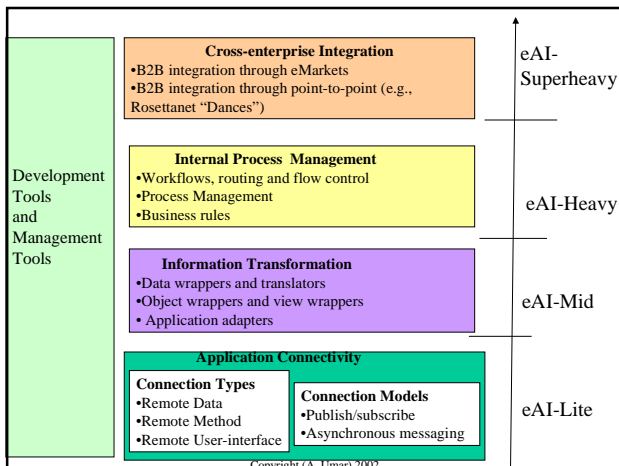 Cross-enterprise Integration
•B2B integration through eMarkets
•B2B integration through point-to-point (e.g.,
Rosettanet “Dances”)
eAI-
Superheavy
Development
Tools
and
Management
Tools
Internal Process Management
•Workflows, routing and flow control
•Process Management
•Business rules
eAI-Heavy
Information Transformation
•Data wrappers and translators
•Object wrappers and view wrappers
• Application adapters
eAI-Mid
Application Connectivity
Connection Types
•Remote Data
•Remote Method
•Remote User-interface
Connection Models
•Publish/subscribe
•Asynchronous messaging
eAI-Lite
Copyright (A. Umar) 2002